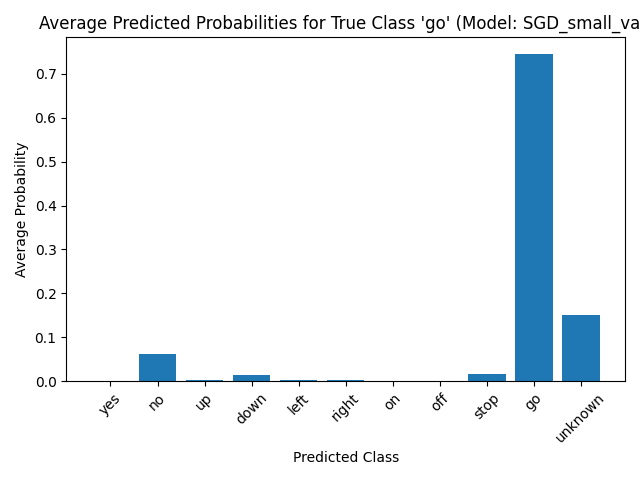 Average Predicted Probabilities for True Class 'go' (Model: SGD_small_va
Average Probability
0.7
0.6
0.5
0.4
0.3
0.2
0.1
0.0
yes no up down left right on off stop go unknown
Predicted Class